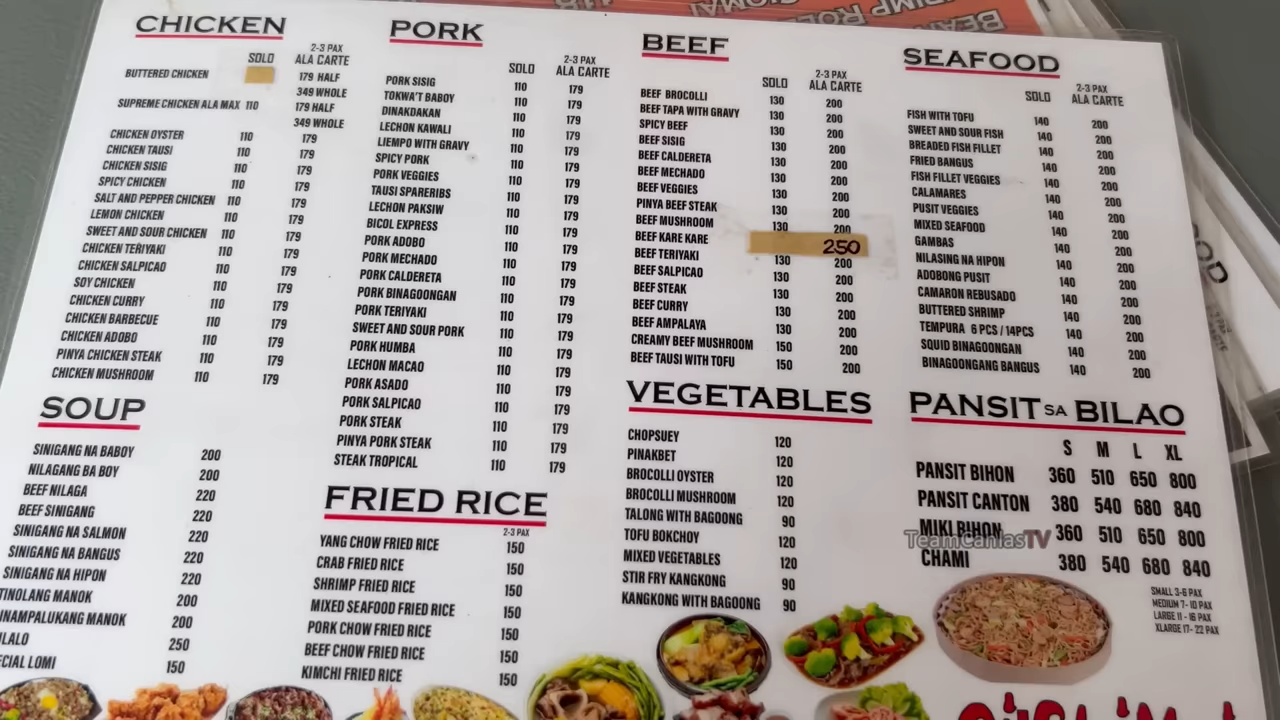 CHICKEN
SOLO 2-3 PAX ALA CARTE
BUTTERED CHICKEN 179 HALF
349 WHOLE
SUPREME CHICKEN ALA MAX 110 179 HALF
349 WHOLE
CHICKEN OYSTER 110 179
CHICKEN TAUSI 110 179
CHICKEN SISIG 110 179
SPICY CHICKEN 110 179
SALT AND PEPPER CHICKEN 110 179
LEMON CHICKEN 110 179
SWEET AND SOUR CHICKEN 110 179
CHICKEN TERIYAKI 110 179
CHICKEN SALPICAO 110 179
SOY CHICKEN 110 179
CHICKEN CURRY 110 179
CHICKEN BARBECUE 110 179
CHICKEN ADOBO 110 179
PINYA CHICKEN STEAK 110 179
CHICKEN MUSHROOM 110 179
SOUP
SINIGANG NA BABOY 200
NILAGANG BA BOY 200
BEEF NILAGA 220
BEEF SINIGANG 220
SINIGANG NA SALMON 220
SINIGANG NA BANGUS 220
SINIGANG NA HIPON 220
TINOLANG MANOK 200
INAMPALUKANG MANOK 200
LALO 250
ECIAL LOMI 150
PORK
SOLO 2-3 PAX ALA CARTE
PORK SISIG 110 179
TOKWA'T BABOY 110 179
DINAKDAKAN 110 179
LECHON KAWALI 110 179
LIEMPO WITH GRAVY 110 179
SPICY PORK 110 179
PORK VEGGIES 110 179
TAUSI SPARERIBS 110 179
LECHON PAKSIW 110 179
BICOL EXPRESS 110 179
PORK ADOBO 110 179
PORK MECHADO 110 179
PORK CALDERETA 110 179
PORK BINAGOONGAN 110 179
PORK TERIYAKI 110 179
SWEET AND SOUR PORK 110 179
PORK HUMBA 110 179
LECHON MACAO 110 179
PORK ASADO 110 179
PORK SALPICAO 110 179
PORK STEAK 110 179
PINYA PORK STEAK 110 179
STEAK TROPICAL 110 179
FRIED RICE
2-3 PAX
YANG CHOW FRIED RICE 150
CRAB FRIED RICE 150
SHRIMP FRIED RICE 150
MIXED SEAFOOD FRIED RICE 150
PORK CHOW FRIED RICE 150
BEEF CHOW FRIED RICE 150
KIMCHI FRIED RICE 150
BEEF
SOLO 2-3 PAX ALA CARTE
BEEF BROCOLLI 130 200
BEEF TAPA WITH GRAVY 130 200
SPICY BEEF 130 200
BEEF SISIG 130 200
BEEF CALDERETA 130 200
BEEF MECHADO 130 200
BEEF VEGGIES 130 200
PINYA BEEF STEAK 130 200
BEEF MUSHROOM 130 200
BEEF KARE KARE 250
BEEF TERIYAKI 130 200
BEEF SALPICAO 130 200
BEEF STEAK 130 200
BEEF CURRY 130 200
BEEF AMPALAYA 130 200
CREAMY BEEF MUSHROOM 150 200
BEEF TAUSI WITH TOFU 150 200
VEGETABLES
CHOPSUEY 120
PINAKBET 120
BROCOLLI OYSTER 120
BROCOLLI MUSHROOM 120
TALONG WITH BAGOONG 90
TOFU BOKCHOY 120
MIXED VEGETABLES 120
STIR FRY KANGKONG 90
KANGKONG WITH BAGOONG 90
SEAFOOD
SOLO 2-3 PAX ALA CARTE
FISH WITH TOFU 140 200
SWEET AND SOUR FISH 140 200
BREADED FISH FILLET 140 200
FRIED BANGUS 140 200
FISH FILLET VEGGIES 140 200
CALAMARES 140 200
PUSIT VEGGIES 140 200
MIXED SEAFOOD 140 200
GAMBAS 140 200
NILASING NA HIPON 140 200
ADOBONG PUSIT 140 200
CAMARON REBUSADO 140 200
BUTTERED SHRIMP 140 200
TEMPURA 6 PCS / 14PCS 140 200
SQUID BINAGOONGAN 140 200
BINAGOONGANG BANGUS 140 200
PANSIT SA BILAO
S M L XL
PANSIT BIHON 360 510 650 800
PANSIT CANTON 380 540 680 840
MIKI BIHON 360 510 650 800
CHAMI 380 540 680 840
SMALL 3-6 PAX
MEDIUM 7-10 PAX
LARGE 11 - 16 PAX
XLARGE 17- 22 PAX
TeamCanlasTV